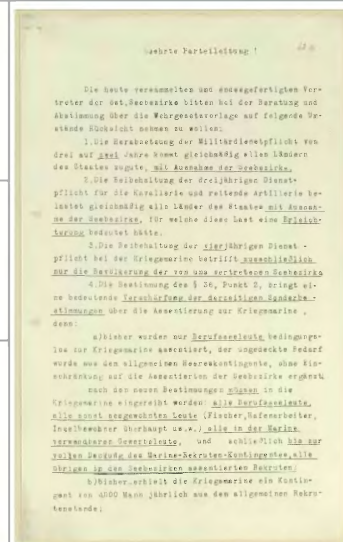 Geehrte Parteileitung !
Die heute versammelten und endesgefertigten Ver-
treter der öst. Seebezirke bitten bei der Beratung und
Abstimmung über die Wehrgesetzvorlage auf folgende Um-
stände Rücksicht nehmen zu wollen:
1.Die Herabsetzung der Militärdienstpflicht von
drei auf zwei Jahre kommt gleichmäßig allen Ländern
des Staates zugute, mit Ausnahme der Seebezirke.
2.Die Beibehaltung der dreijährigen Dienst-
pflicht für die Kavallerie und reitende Artillerie be-
lastet gleichmäßig alle Länder des Staates mit Ausnah-
me der Seebezirke, für welche diese Last eine Erleich-
terung bedeutet hätte.
3.Die Beibehaltung der vierjährigen Dienst -
pflicht bei der Kriegsmarine betrifft ausschließlich
nur die Bevölkerung der von uns vertretenen Seebezirke
4.Die Bestimmung des § 36, Punkt 2, bringt ei-
ne bedeutende Verschärfung der derzeitigen Sonderbe -
stimmungen über die Assentierung zur Kriegsmarine ,
denn:
a)bisher wurden nur Berufsseeleute bedingungs-
los zur Kriegsmarine assentiert, der ungedeckte Bedarf
wurde aus dem allgemeinen Heereskontingente, ohne Ein-
schränkung auf die Assentierten der Seebezirke ergänzt
nach den neuen Bestimmungen müssen in die
Kriegsmarine eingereiht werden: alle Berufsseeleute,
alle sonst seegewohnten Leute (Fischer, Hafenarbeiter,
Inselbewohner überhaupt u.s.w.) alle in der Marine
verwendbaren Gewerbeleute, und schließlich bis zur
vollen Deckung des Marine-Rekruten-Kontingentes, alle
übrigen in den Seebezirken assentierten Rekruten;
b)bisher erhielt die Kriegsmarine ein Kontin-
gent von 4000 Mann jährlich aus dem allgemeinen Rekru-
tenstande;